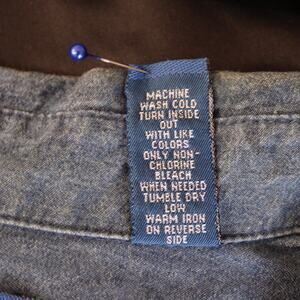 MACHINE
WASH COLD
TURN INSIDE
OUT
WITH LIKE
COLORS
ONLY NON-
CHLORINE
BLEACH
WHEN NEEDED
TUMBLE DRY
LOW
WARM IRON
ON REVERSE
SIDE